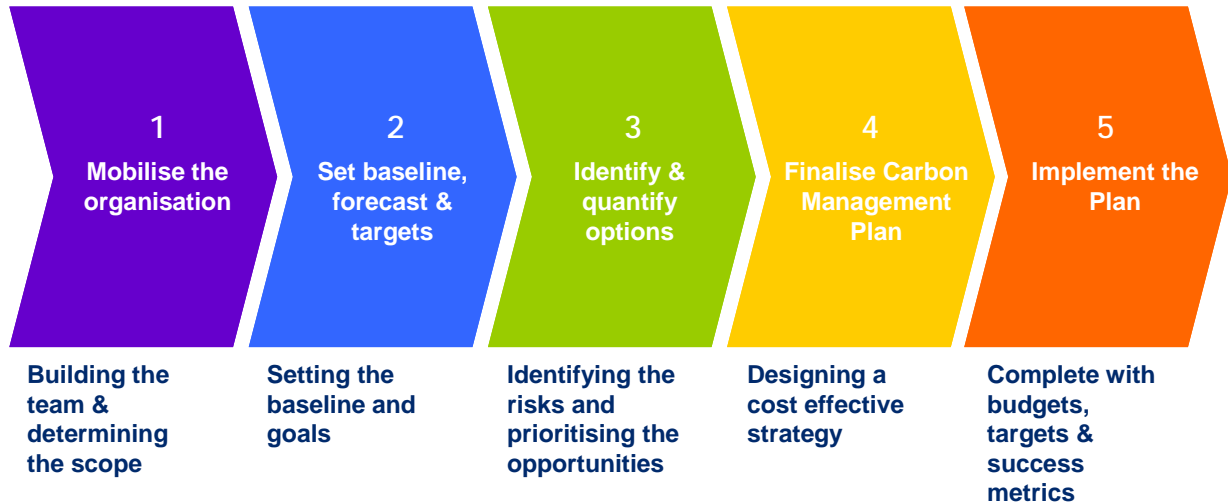 1
Mobilise the
organisation
2
Set baseline,
forecast &
targets
3
Identify &
quantify
options
4
Finalise Carbon
Management
Plan
5
Implement the
Plan
Building the
team &
determining
the scope
Setting the
baseline and
goals
Identifying the
risks and
prioritising the
opportunities
Designing a
cost effective
strategy
Complete with
budgets,
targets &
success
metrics